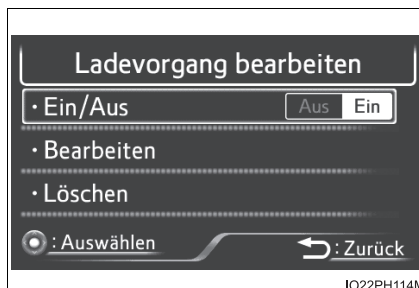 Ladevorgang bearbeiten
· Ein/Aus Aus Ein
· Bearbeiten
· Löschen
: Auswählen : Zurück
IO22PH114M